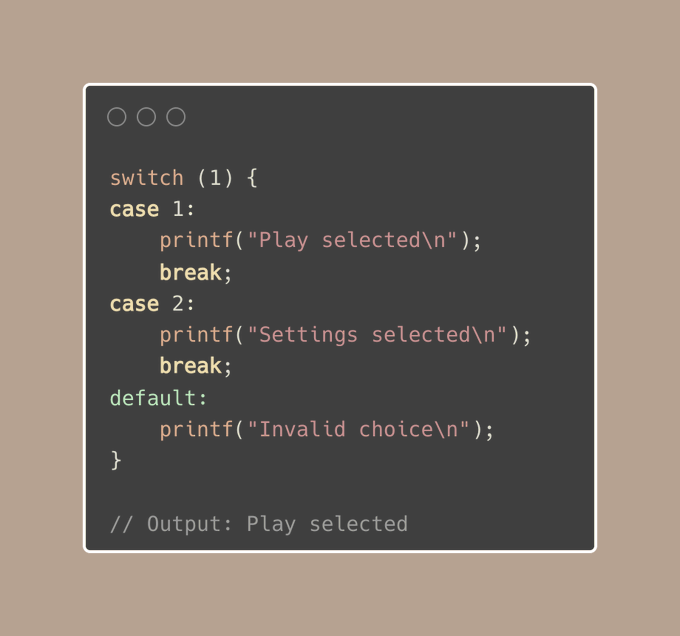 switch (1) {
case 1:
    printf("Play selected\n");
    break;
case 2:
    printf("Settings selected\n");
    break;
default:
    printf("Invalid choice\n");
}

// Output: Play selected